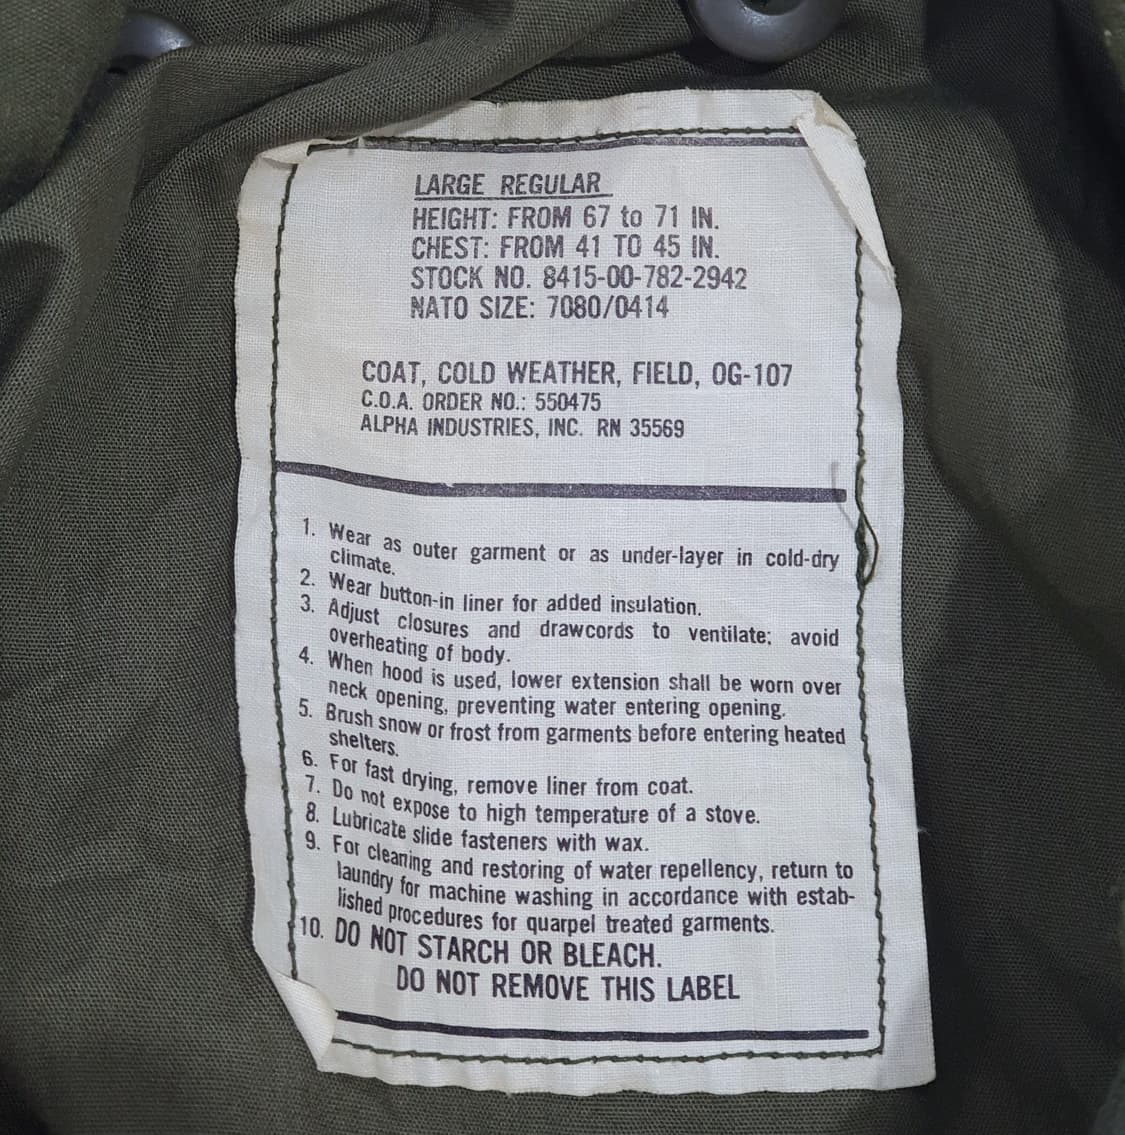 LARGE REGULAR
HEIGHT: FROM 67 to 71 IN.
CHEST: FROM 41 TO 45 IN.
STOCK NO. 8415-00-782-2942
NATO SIZE: 7080/0414
COAT, COLD WEATHER, FIELD, OG-107
C.O.A. ORDER NO.: 550475
ALPHA INDUSTRIES, INC. RN 35569
1. Wear as outer garment or as under-layer in cold-dry
climate.
2. Wear button-in liner for added insulation.
3. Adjust closures and drawcords to ventilate; avoid
overheating of body.
4. When hood is used, lower extension shall be worn over
neck opening, preventing water entering opening.
5. Brush snow or frost from garments before entering heated
shelters.
6. For fast drying, remove liner from coat.
7. Do not expose to high temperature of a stove.
8. Lubricate slide fasteners with wax.
9. For cleaning and restoring of water repellency, return to
laundry for machine washing in accordance with estab-
lished procedures for quarpel treated garments.
10. DO NOT STARCH OR BLEACH.
DO NOT REMOVE THIS LABEL